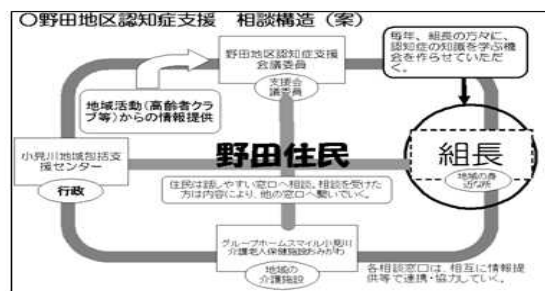 〇野田地区認知症支援　相談構造（案）
野田地区認知症支援
会議委員
支援会
議委員
毎年、組長の方々に、
認知症の知識を学ぶ機
会を作らせていただ
く。
地域活動（高齢者クラ
ブ等）からの情報提供
小見川地域包括支
援センター
行政
野田住民
組長
地域の身
近な所
住民は話しやすい窓口へ相談。相談を受けた
方は内容により、他の窓口へ繋いでいく。
グループホームスマイル小見川
介護老人保健施設おみがわ
地域の
介護施設
各相談窓口は、相互に情報提
供等で連携・協力していく。